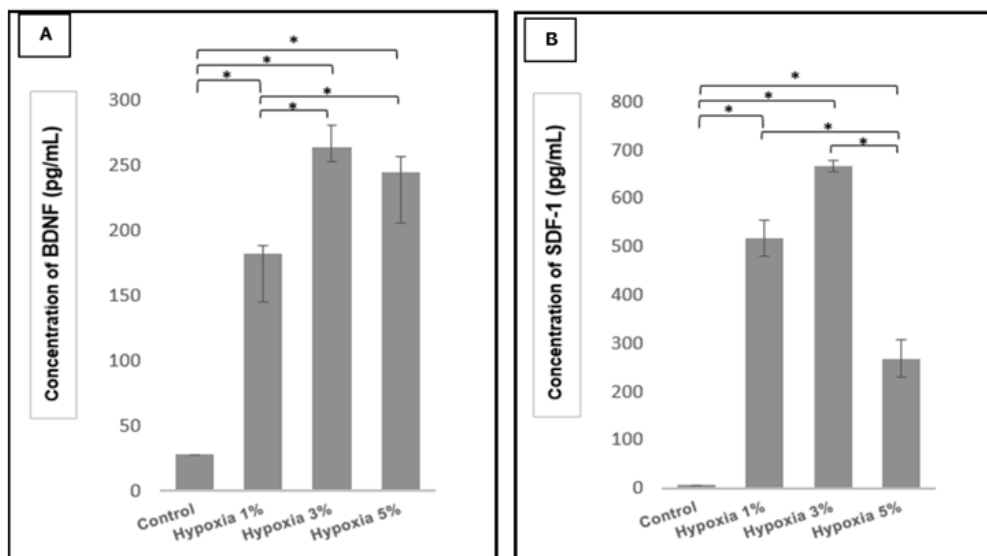 A
Concentration of BDNF (pg/mL)
*
*
*
*
*
300
250
200
150
100
50
0
Control
Hypoxia 1%
Hypoxia 3%
Hypoxia 5%
B
Concentration of SDF-1 (pg/mL)
*
*
*
*
*
800
700
600
500
400
300
200
100
0
Control
Hypoxia 1%
Hypoxia 3%
Hypoxia 5%